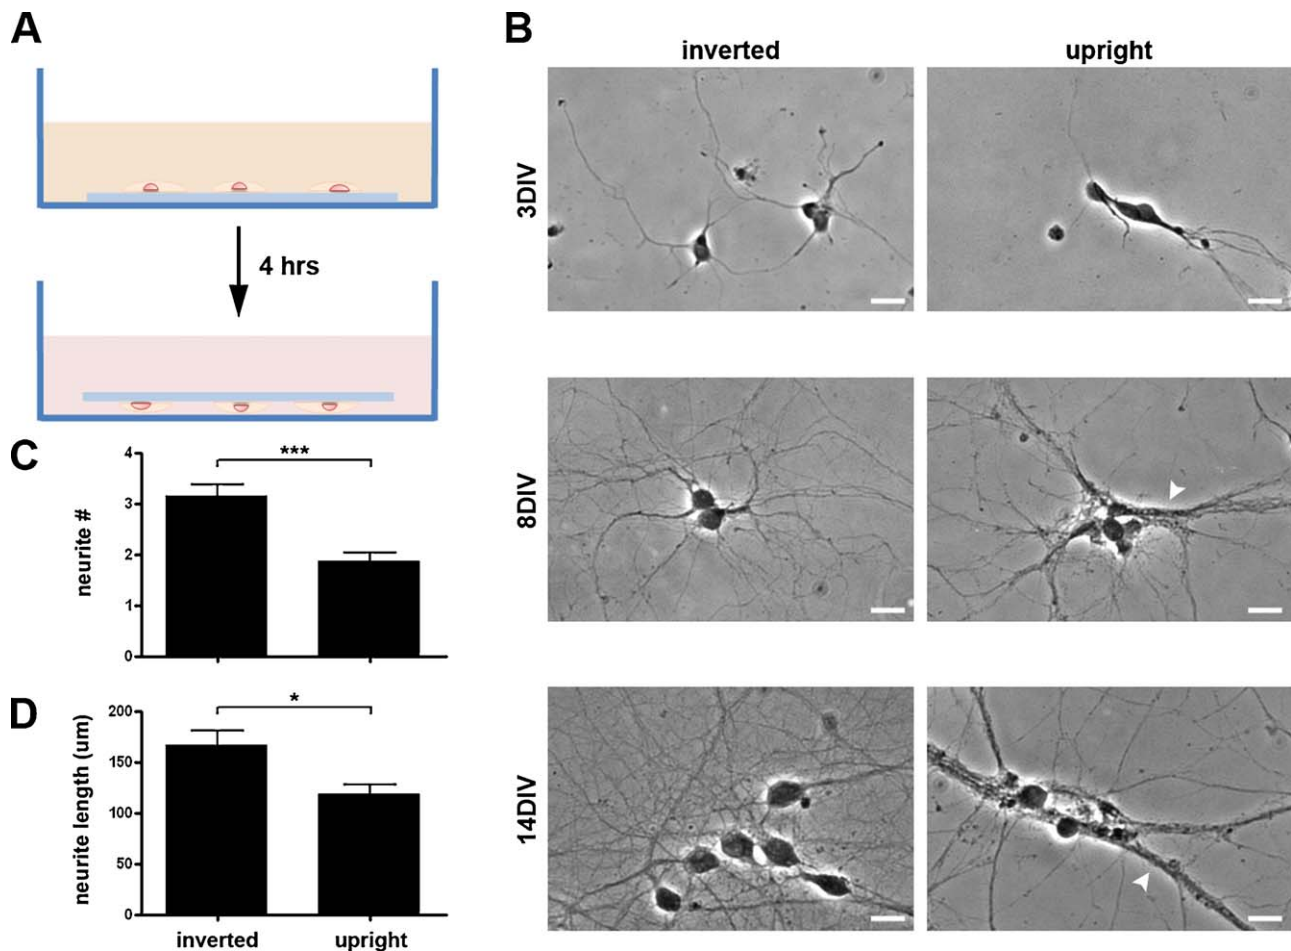 A
4 hrs
B
inverted upright
3DIV
8DIV
14DIV
C
neurite #
4
3
2
1
0
***
D
neurite length (um)
200
150
100
50
0
*
inverted upright